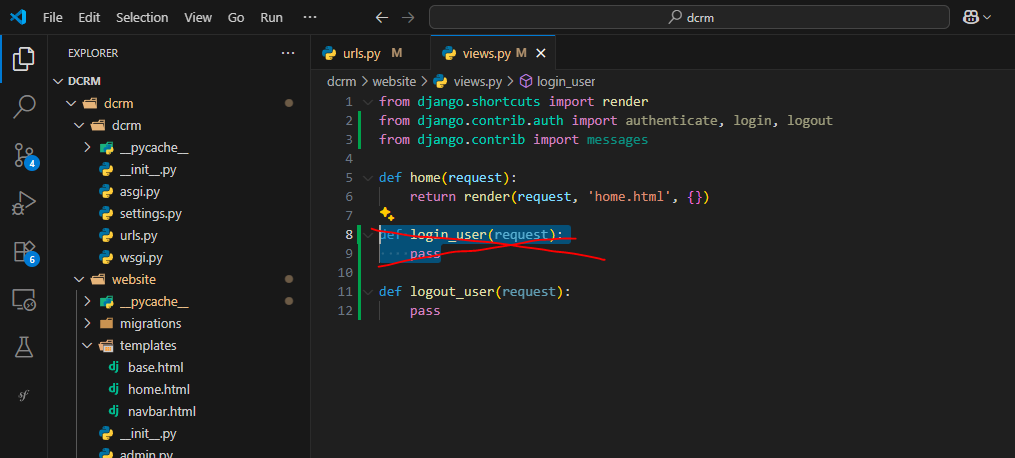 File Edit Selection View Go Run ··· dcrm
EXPLORER ···
urls.py M views.py M
DCRM
dcrm > website > views.py > login_user
dcrm
dcrm
__pycache__
__init__.py
asgi.py
settings.py
urls.py
wsgi.py
website
__pycache__
migrations
templates
base.html
home.html
navbar.html
__init__.py
admin.py
4
6
1 from django.shortcuts import render
2 from django.contrib.auth import authenticate, login, logout
3 from django.contrib import messages
4
5 def home(request):
6 return render(request, 'home.html', {})
7
8 def login_user(request):
9 pass
10
11 def logout_user(request):
12 pass